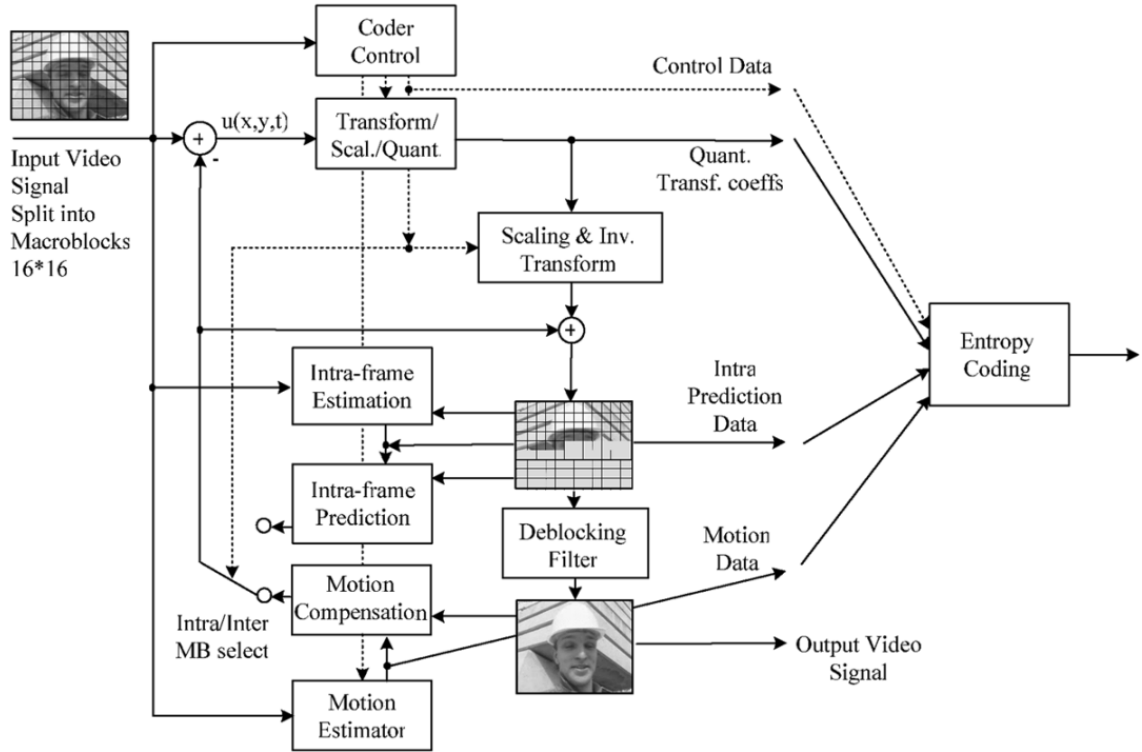 Coder
Control
Control Data
u(x,y,t)
+
-
Transform/
Scal./Quant.
Quant.
Transf. coeffs
Input Video
Signal
Split into
Macroblocks
16*16
Scaling & Inv.
Transform
+
Intra-frame
Estimation
Intra
Prediction
Data
Entropy
Coding
Intra-frame
Prediction
Deblocking
Filter
Motion
Data
Motion
Compensation
Intra/Inter
MB select
Output Video
Signal
Motion
Estimator